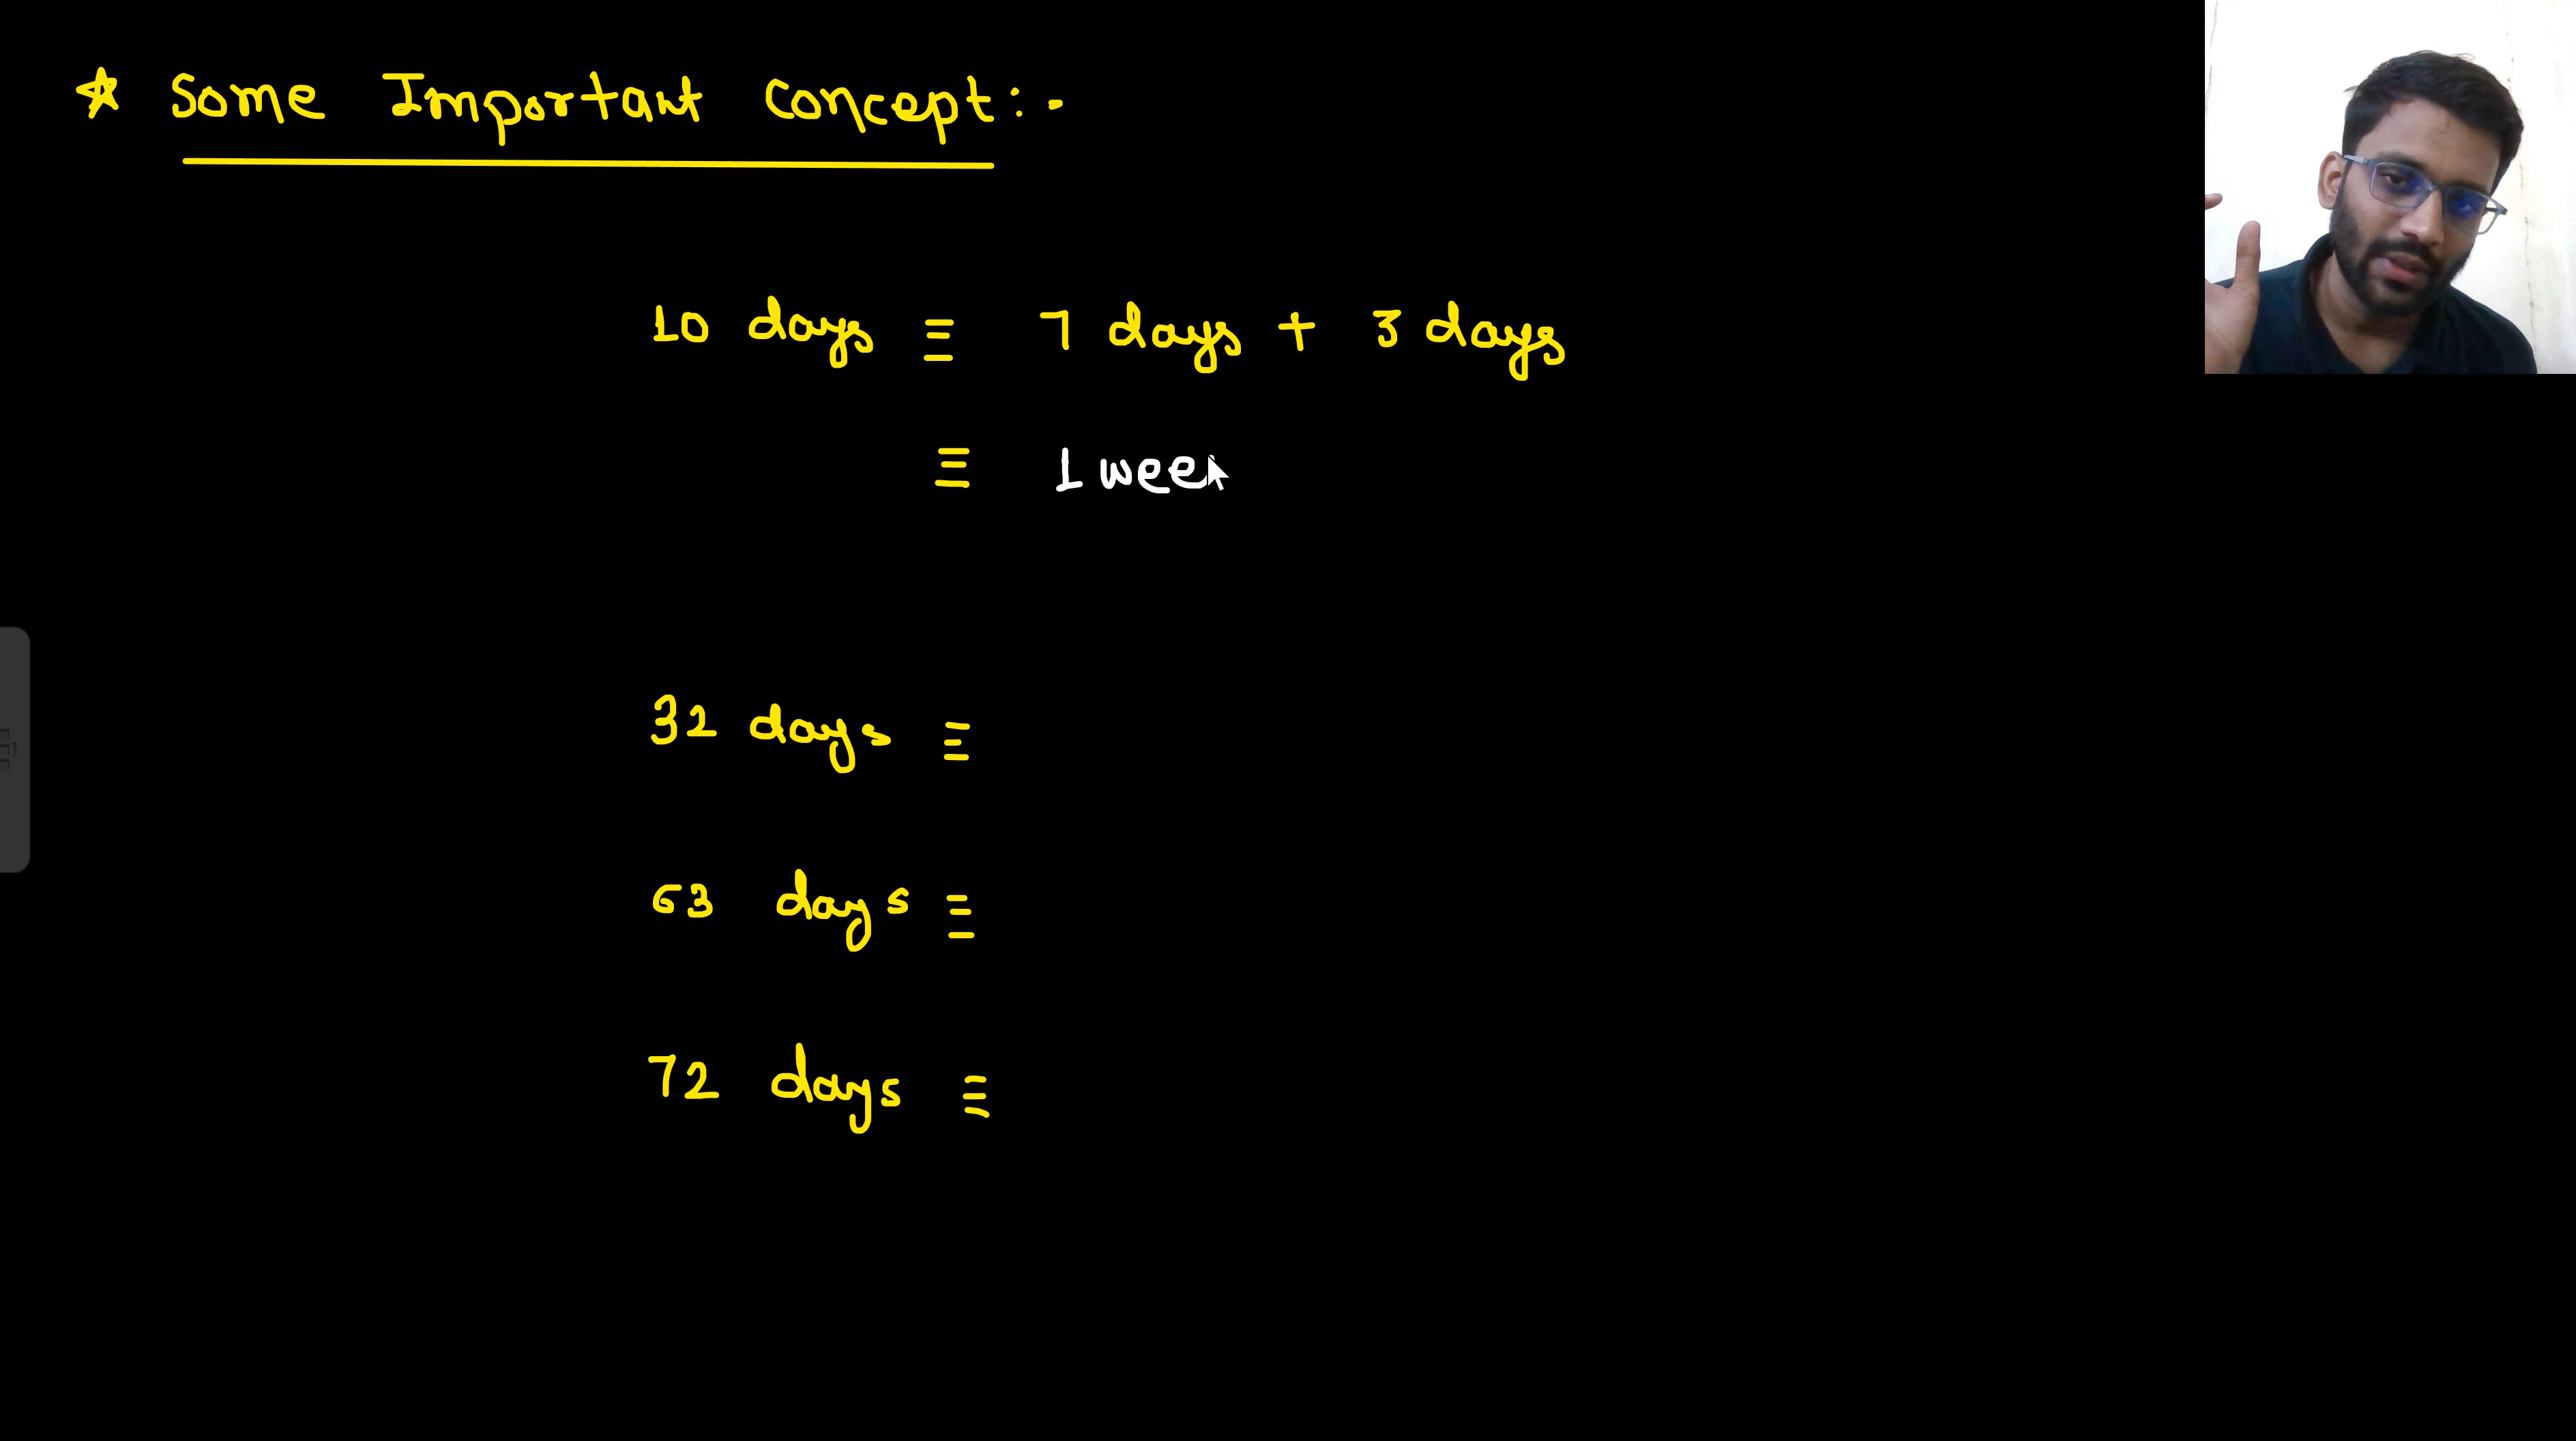 * Some Important Concept:-
10 days ≡ 7 days + 3 days
≡ 1 week
32 days ≡
63 days ≡
72 days ≡